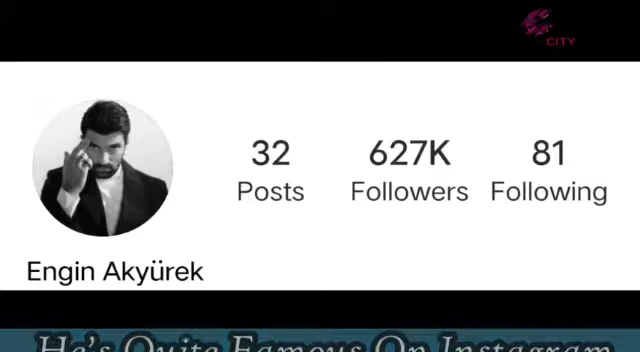 CITY
32 627K 81
Posts Followers Following
Engin Akyürek
He's Quite Famous On Instagram